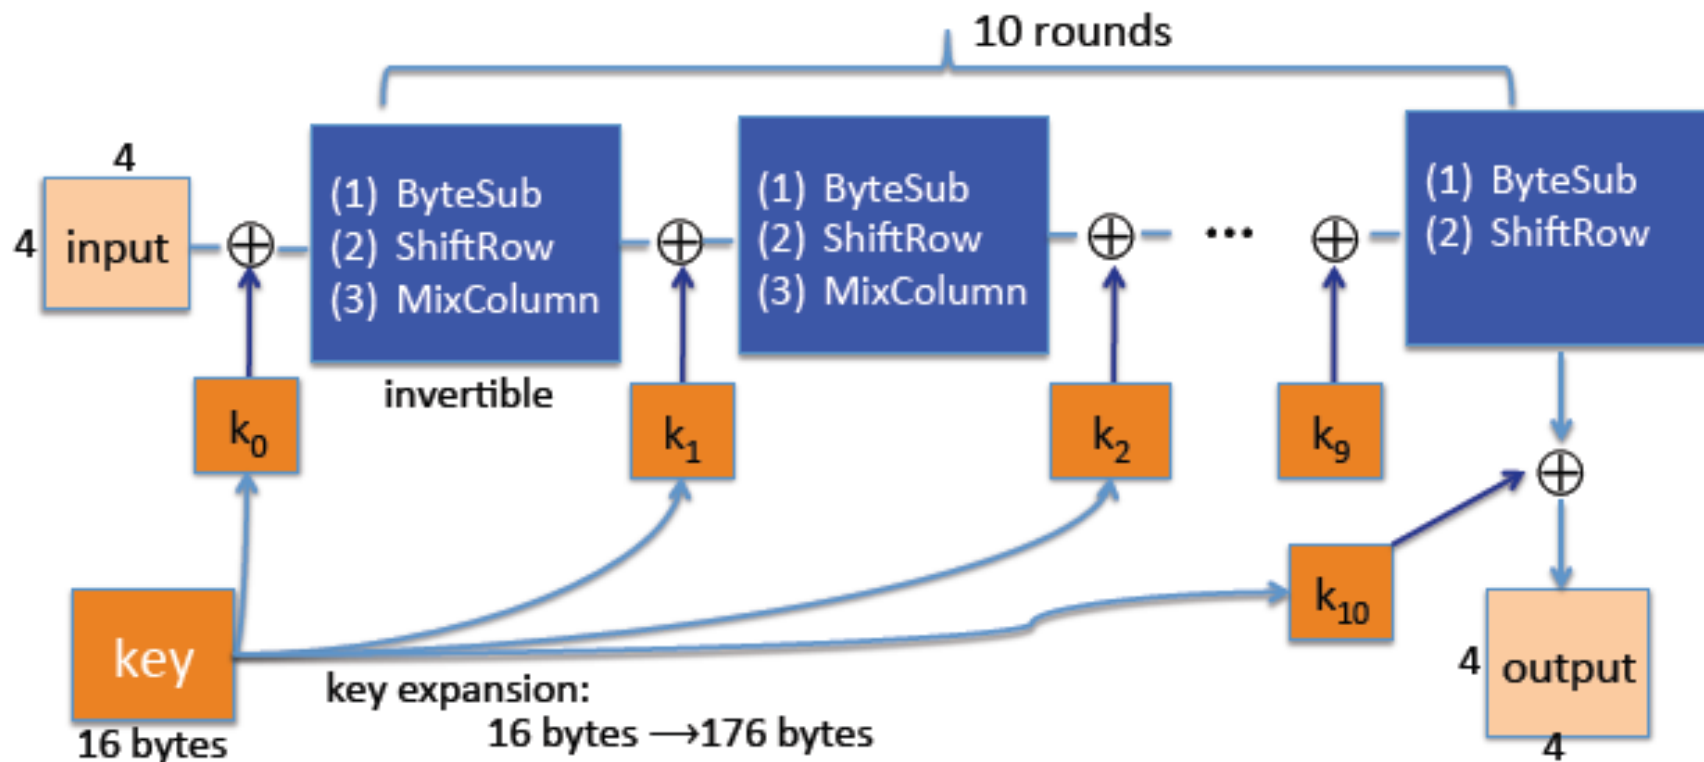 10 rounds
4
4
input
(1) ByteSub
(2) ShiftRow
(3) MixColumn
invertible
(1) ByteSub
(2) ShiftRow
(3) MixColumn
...
(1) ByteSub
(2) ShiftRow
k0
k1
k2
k9
k10
key
16 bytes
key expansion:
16 bytes ⟶176 bytes
4
output
4